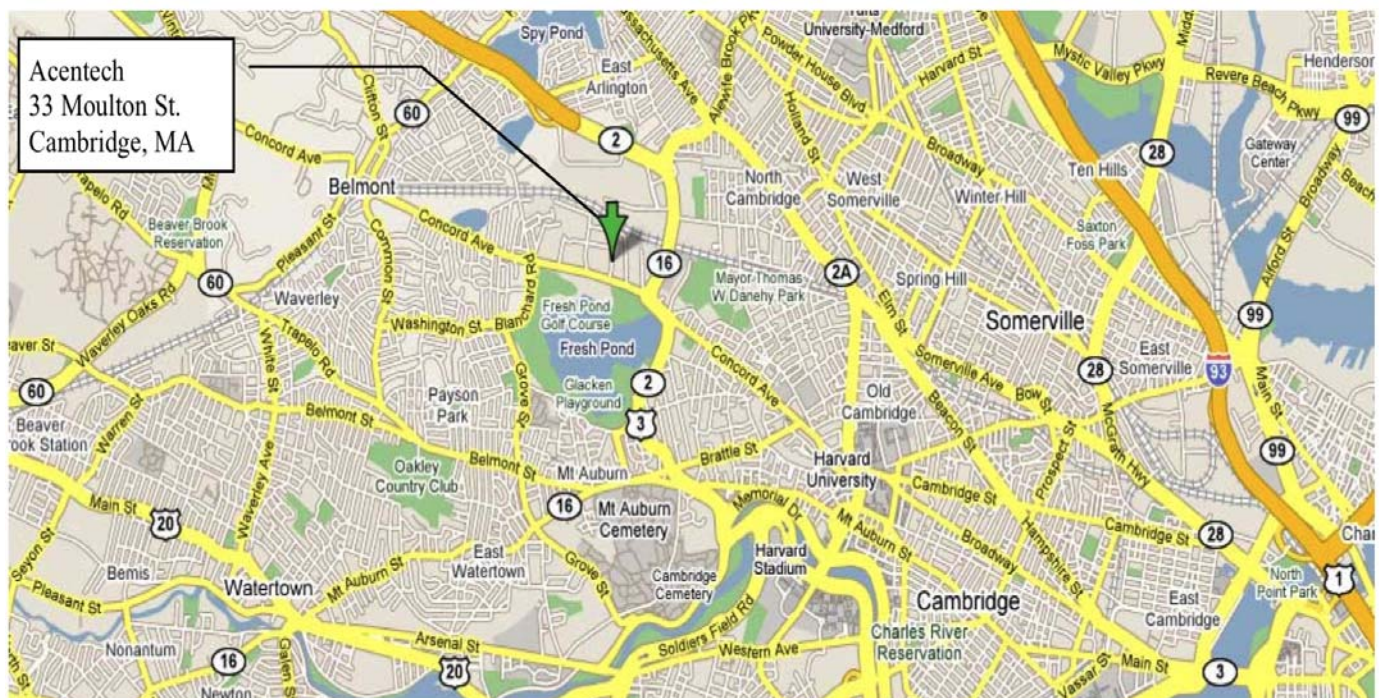 Acentech
33 Moulton St.
Cambridge, MA
Spy Pond
University-Medford
Powder House Blvd
Harvard St
Mystic Valley Pkwy
Revere Beach
Pkwy
Henderson
99
East
Arlington
Clifton St
60
Concord Ave
2
Massachusetts Ave
Alewife Brook Pkwy
Holland St
Broadway
28
Ten Hills
Gateway
Center
Broadway
Beach
Trapelo Rd
Belmont
North
Cambridge
West
Somerville
Winter Hill
Saxton
Foss Park
Beaver Brook
Reservation
Pleasant St
Common St
Concord Ave
Blanchard Rd
16
Mayor Thomas
W Danehy Park
2A
Spring Hill
Alford St
60
Waverley
Waverley Oaks Rd
Fresh Pond
Golf Course
Fresh Pond
Elm St
Somerville
99
Washington St
Trapelo Rd
White St
Glacken
Playground
2
Concord Ave
Somerville Ave
East
Somerville
28
93
Main St
60
Beaver
Warren St
Payson
Park
Grove St
3
Old
Cambridge
Beacon St
Bow St
McGrath Hwy
Belmont St
Belmont St
Oakley
Country Club
Mt Auburn
Brattle St
Harvard
University
Prospect St
99
Main St
20
Waverley Ave
16
Mt Auburn
Cemetery
Memorial Dr
Cambridge St
Cambridge St
28
Seyon St
Bemis
Mt Auburn St
East
Watertown
Grove St
Cambridge
Cemetery
Harvard
Stadium
Mt Auburn St
Broadway
Hampshire St
North
Point Park
1
Pleasant St
Watertown
Cambridge
East
Cambridge
Nonantum
16
Galen St
Arsenal St
20
Soldiers Field Rd
Western Ave
Charles River
Reservation
Vassar St
Main St
3
Newton